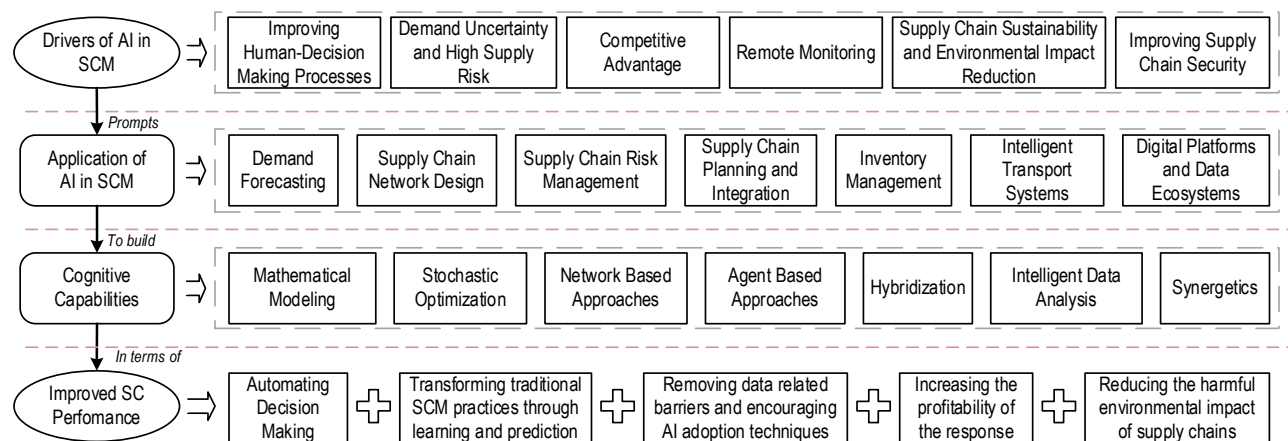 Drivers of AI in
SCM
Improving
Human-Decision
Making Processes
Demand Uncertainty
and High Supply
Risk
Competitive
Advantage
Remote Monitoring
Supply Chain Sustainability
and Environmental Impact
Reduction
Improving Supply
Chain Security
Prompts
Application of
AI in SCM
Demand
Forecasting
Supply Chain
Network Design
Supply Chain Risk
Management
Supply Chain
Planning and
Integration
Inventory
Management
Intelligent
Transport
Systems
Digital Platforms
and Data
Ecosystems
To build
Cognitive
Capabilities
Mathematical
Modeling
Stochastic
Optimization
Network Based
Approaches
Agent Based
Approaches
Hybridization
Intelligent Data
Analysis
Synergetics
In terms of
Improved SC
Perfomance
Automating
Decision
Making
Transforming traditional
SCM practices through
learning and prediction
Removing data related
barriers and encouraging
AI adoption techniques
Increasing the
profitability of
the response
Reducing the harmful
environmental impact
of supply chains